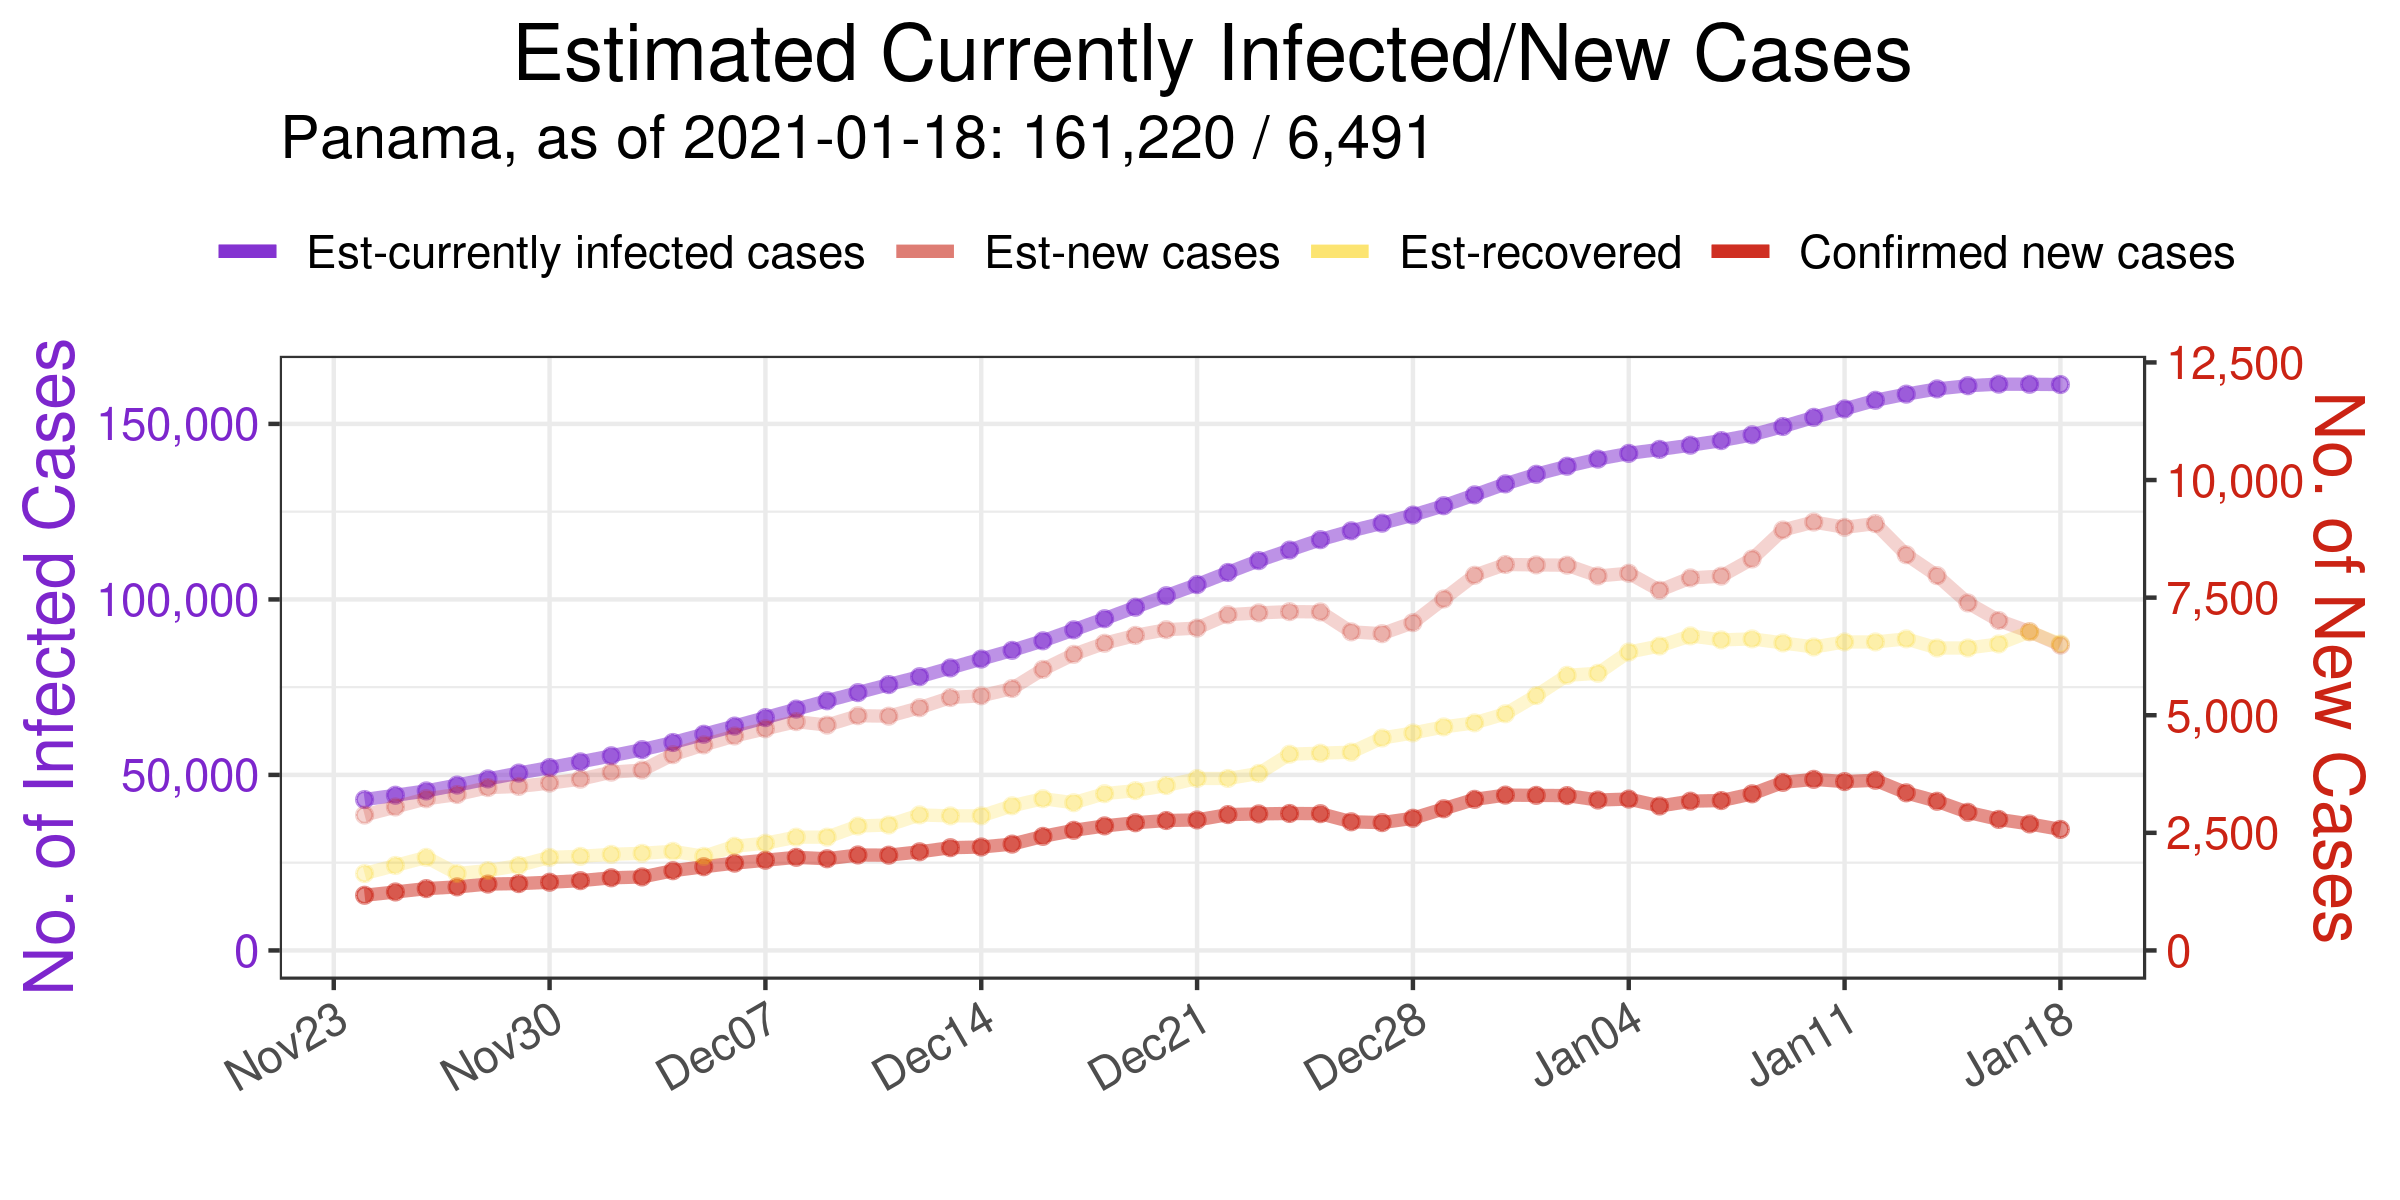 Estimated Currently Infected/New Cases
Panama, as of 2021-01-18: 161,220 / 6,491
Est-currently infected cases Est-new cases Est-recovered Confirmed new cases
No. of Infected Cases
150,000
100,000
50,000
0
12,500
10,000
7,500
5,000
2,500
0
No. of New Cases
Nov23 Nov30 Dec07 Dec14 Dec21 Dec28 Jan04 Jan11 Jan18